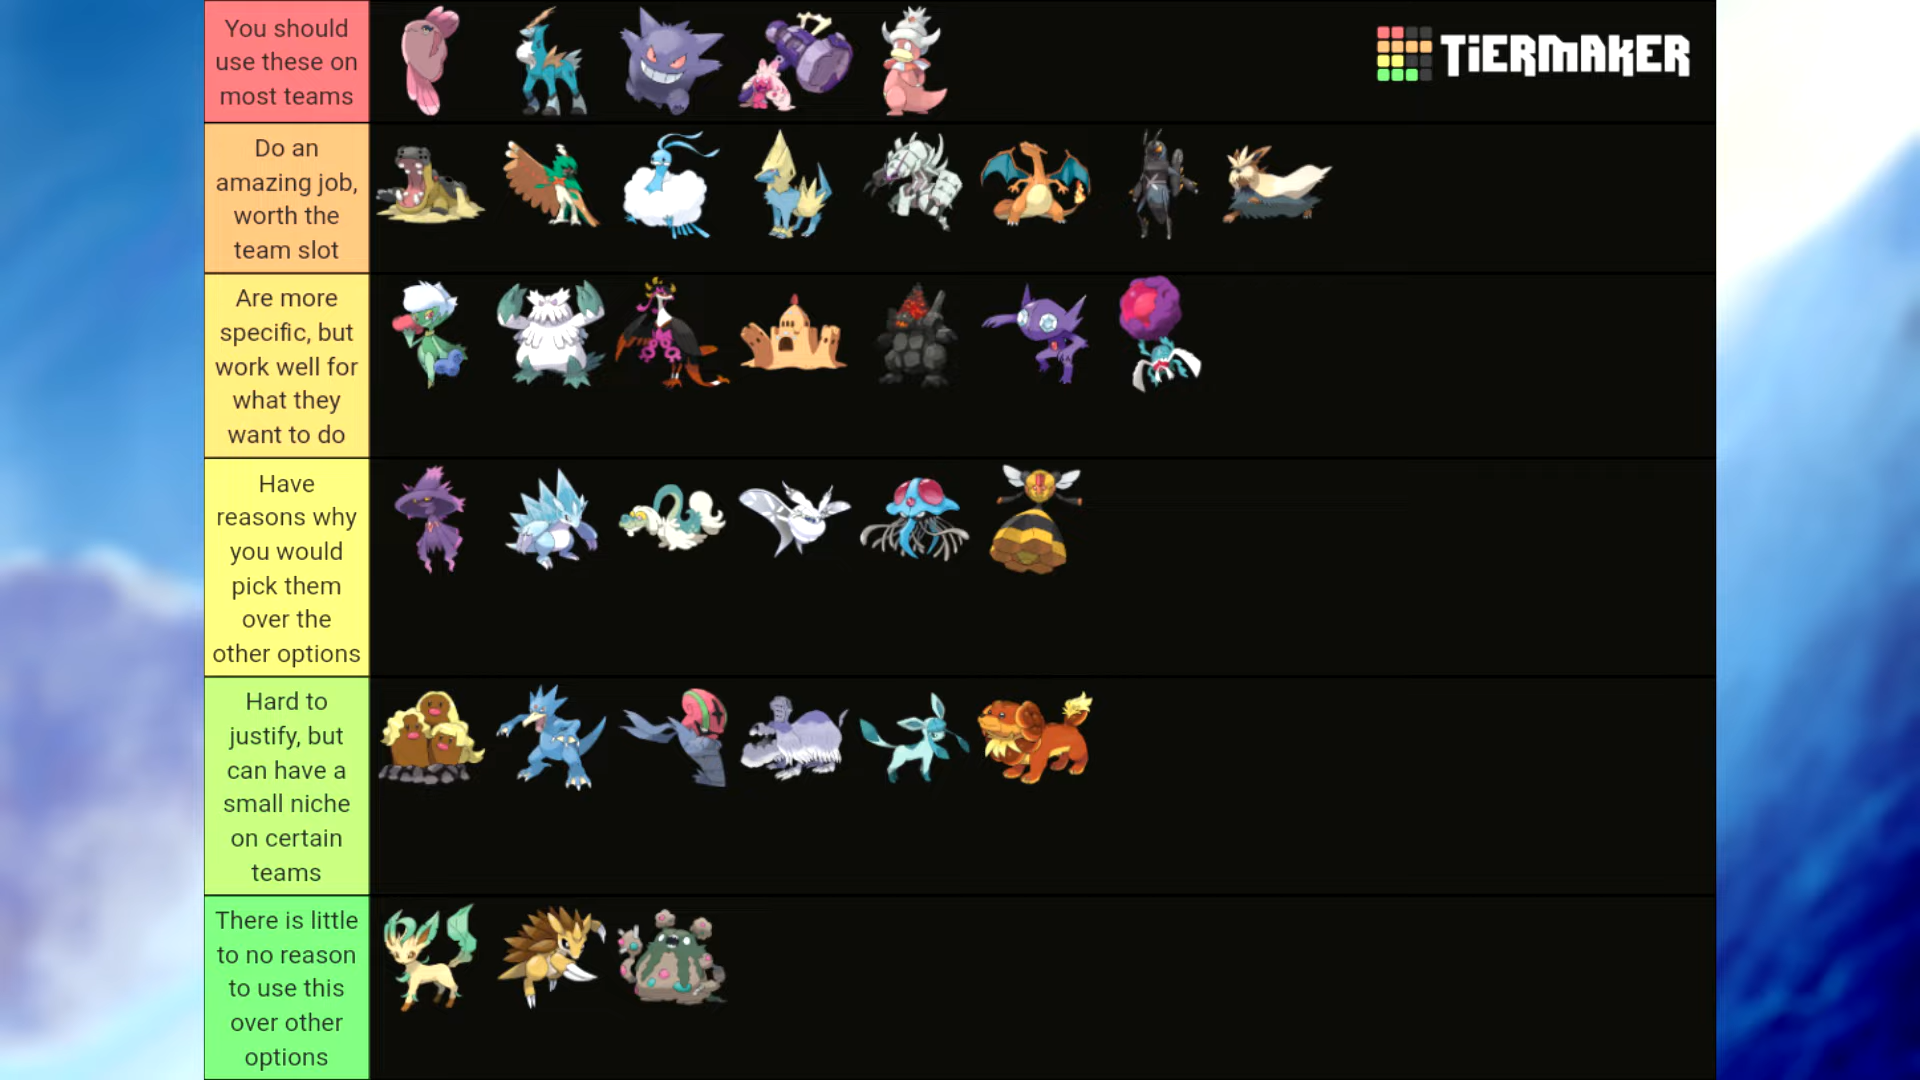 You should
use these on
most teams
TiERMAKER
Do an
amazing job,
worth the
team slot
Are more
specific, but
work well for
what they
want to do
Have
reasons why
you would
pick them
over the
other options
Hard to
justify, but
can have a
small niche
on certain
teams
There is little
to no reason
to use this
over other
options